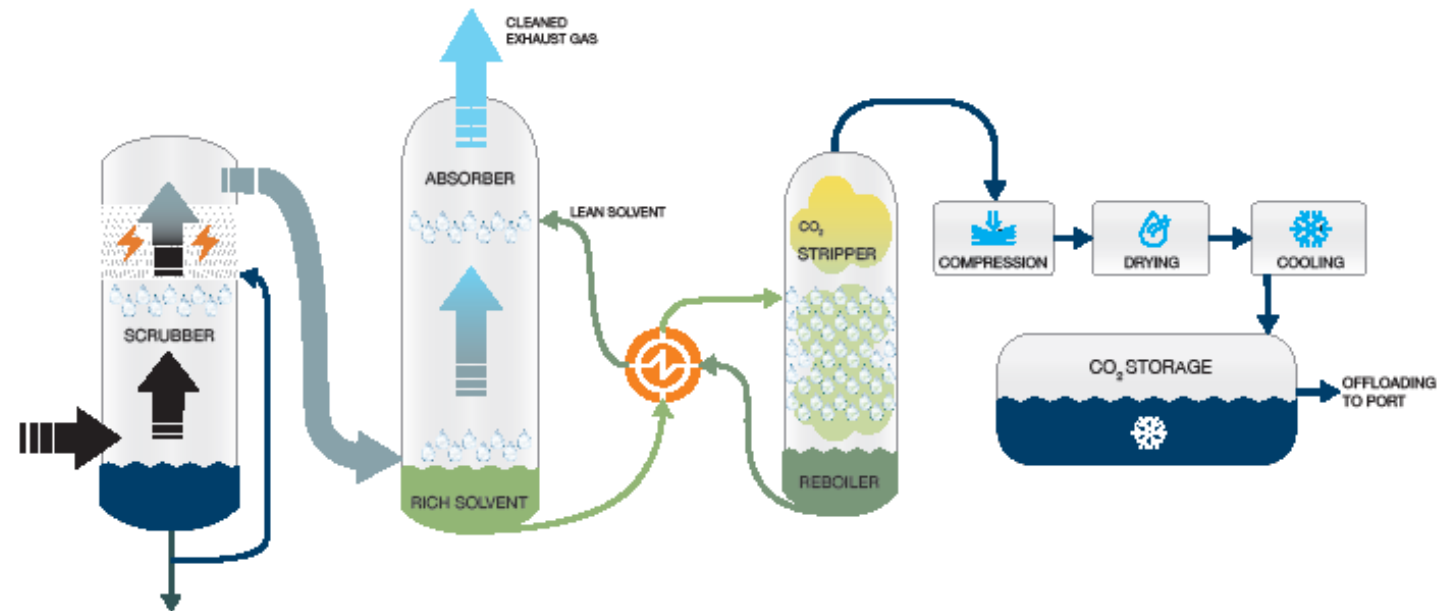 CLEANED
EXHAUST GAS
ABSORBER
LEAN SOLVENT
SCRUBBER
RICH SOLVENT
CO₂
STRIPPER
REBOILER
COMPRESSION
DRYING
COOLING
CO₂ STORAGE
OFFLOADING
TO PORT